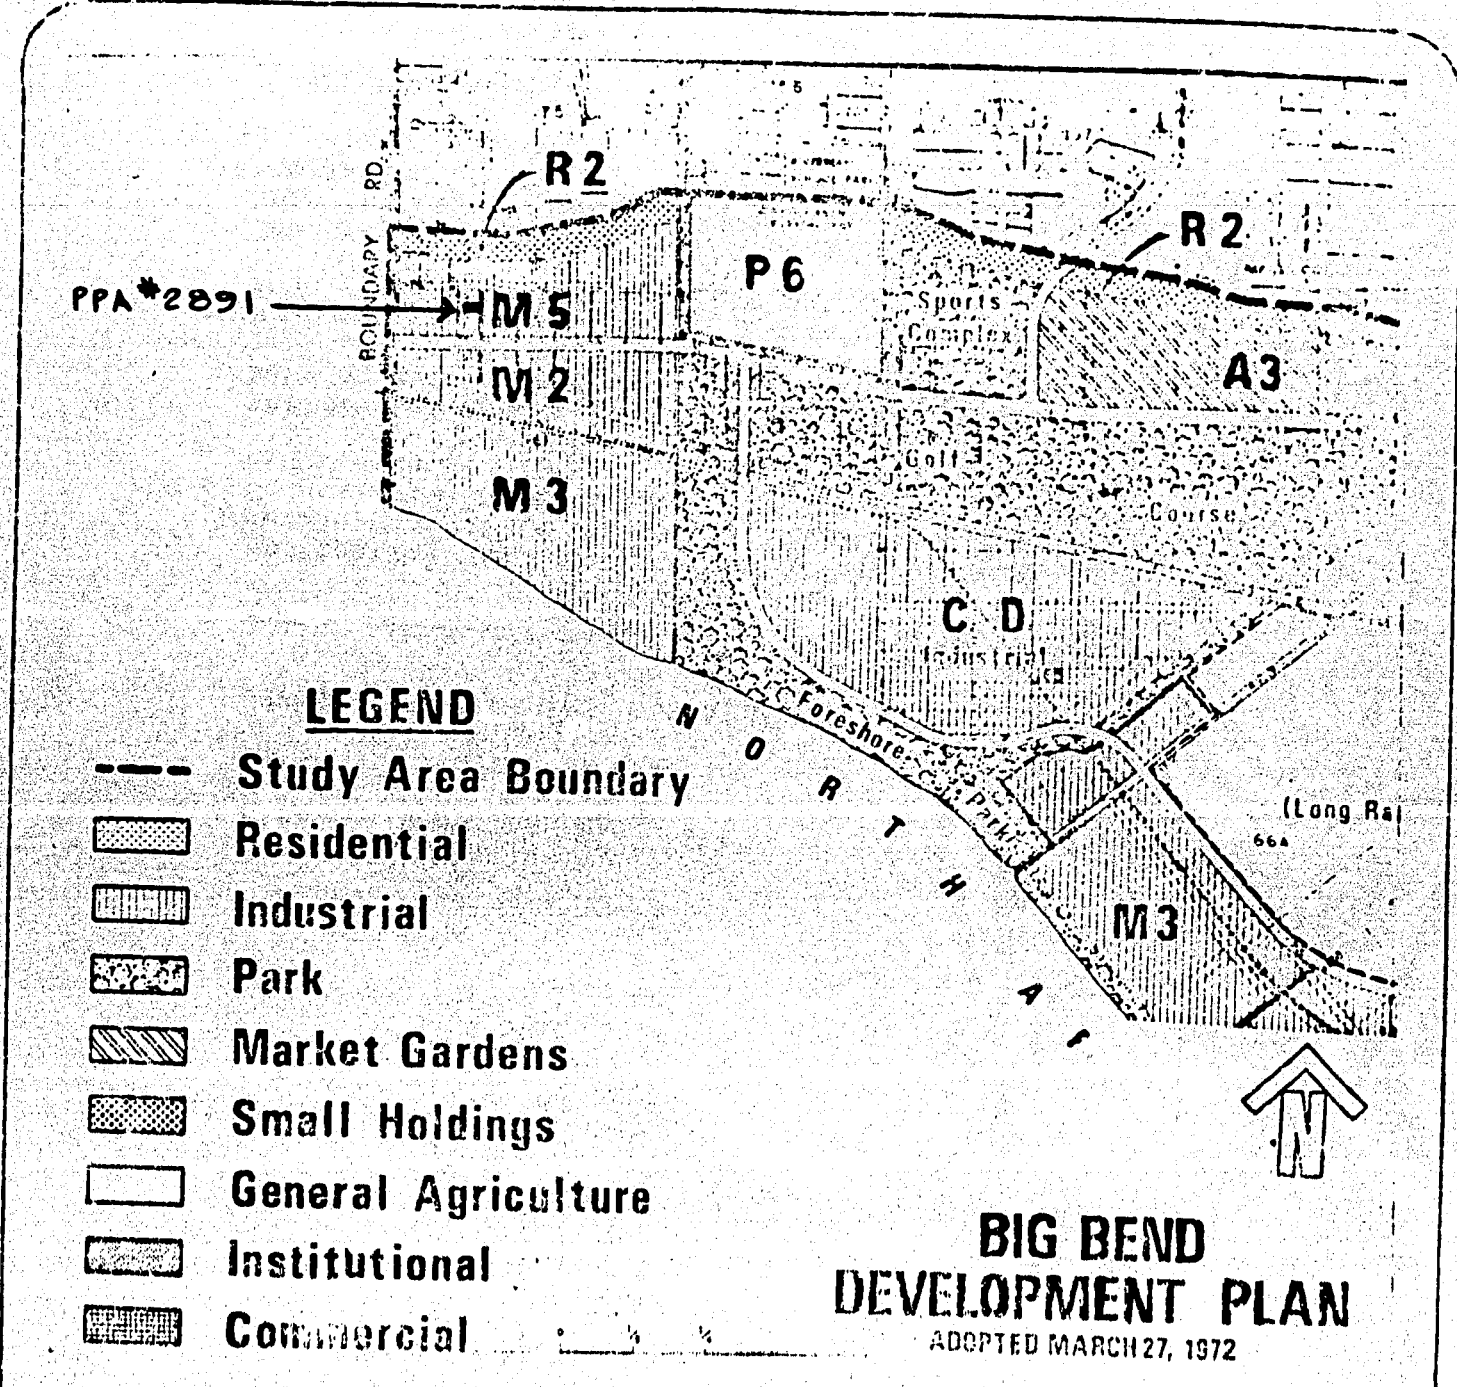 BOUNDARY RD.
R2
R2
PPA #2891
M5
P6
Sports
Complex
A3
M2
M3
Golf
Course
C D
Industrial
Foreshore
Park
N O R T H A
(Long Ra
66A
M3
LEGEND
Study Area Boundary
Residential
Industrial
Park
Market Gardens
Small Holdings
General Agriculture
Institutional
Commercial
N
BIG BEND
DEVELOPMENT PLAN
ADOPTED MARCH 27, 1972